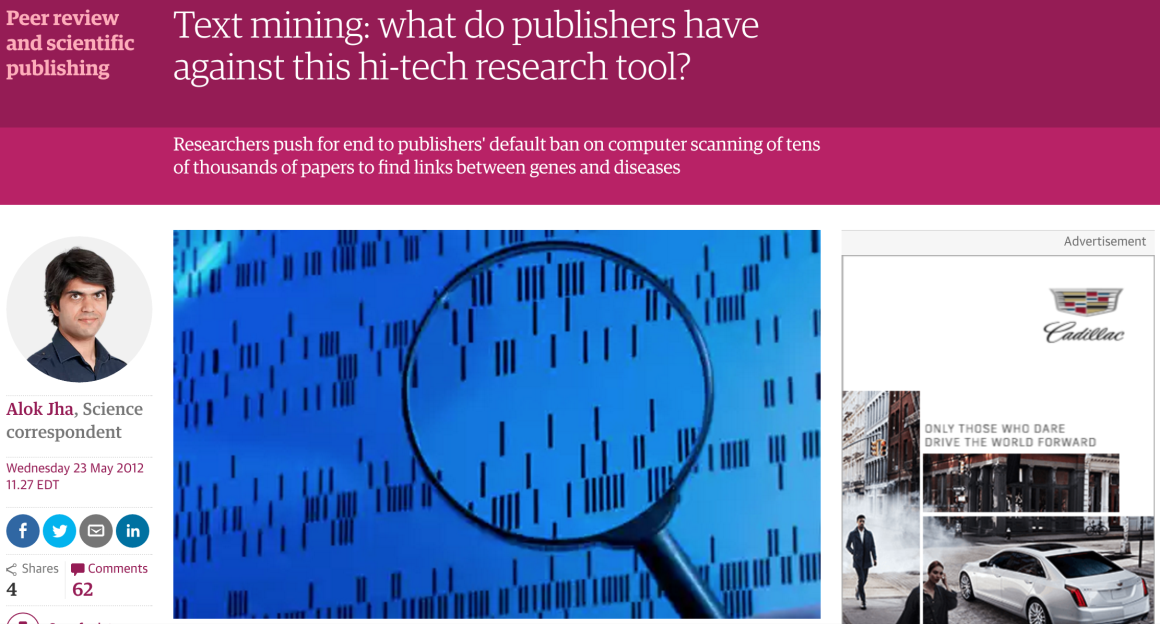 Peer review
and scientific
publishing
Text mining: what do publishers have
against this hi-tech research tool?
Researchers push for end to publishers’ default ban on computer scanning of tens
of thousands of papers to find links between genes and diseases
Alok Jha, Science
correspondent
Wednesday 23 May 2012
11.27 EDT
f
in
Shares
Comments
4
62
Advertisement
Cadillac
ONLY THOSE WHO DARE
DRIVE THE WORLD FORWARD